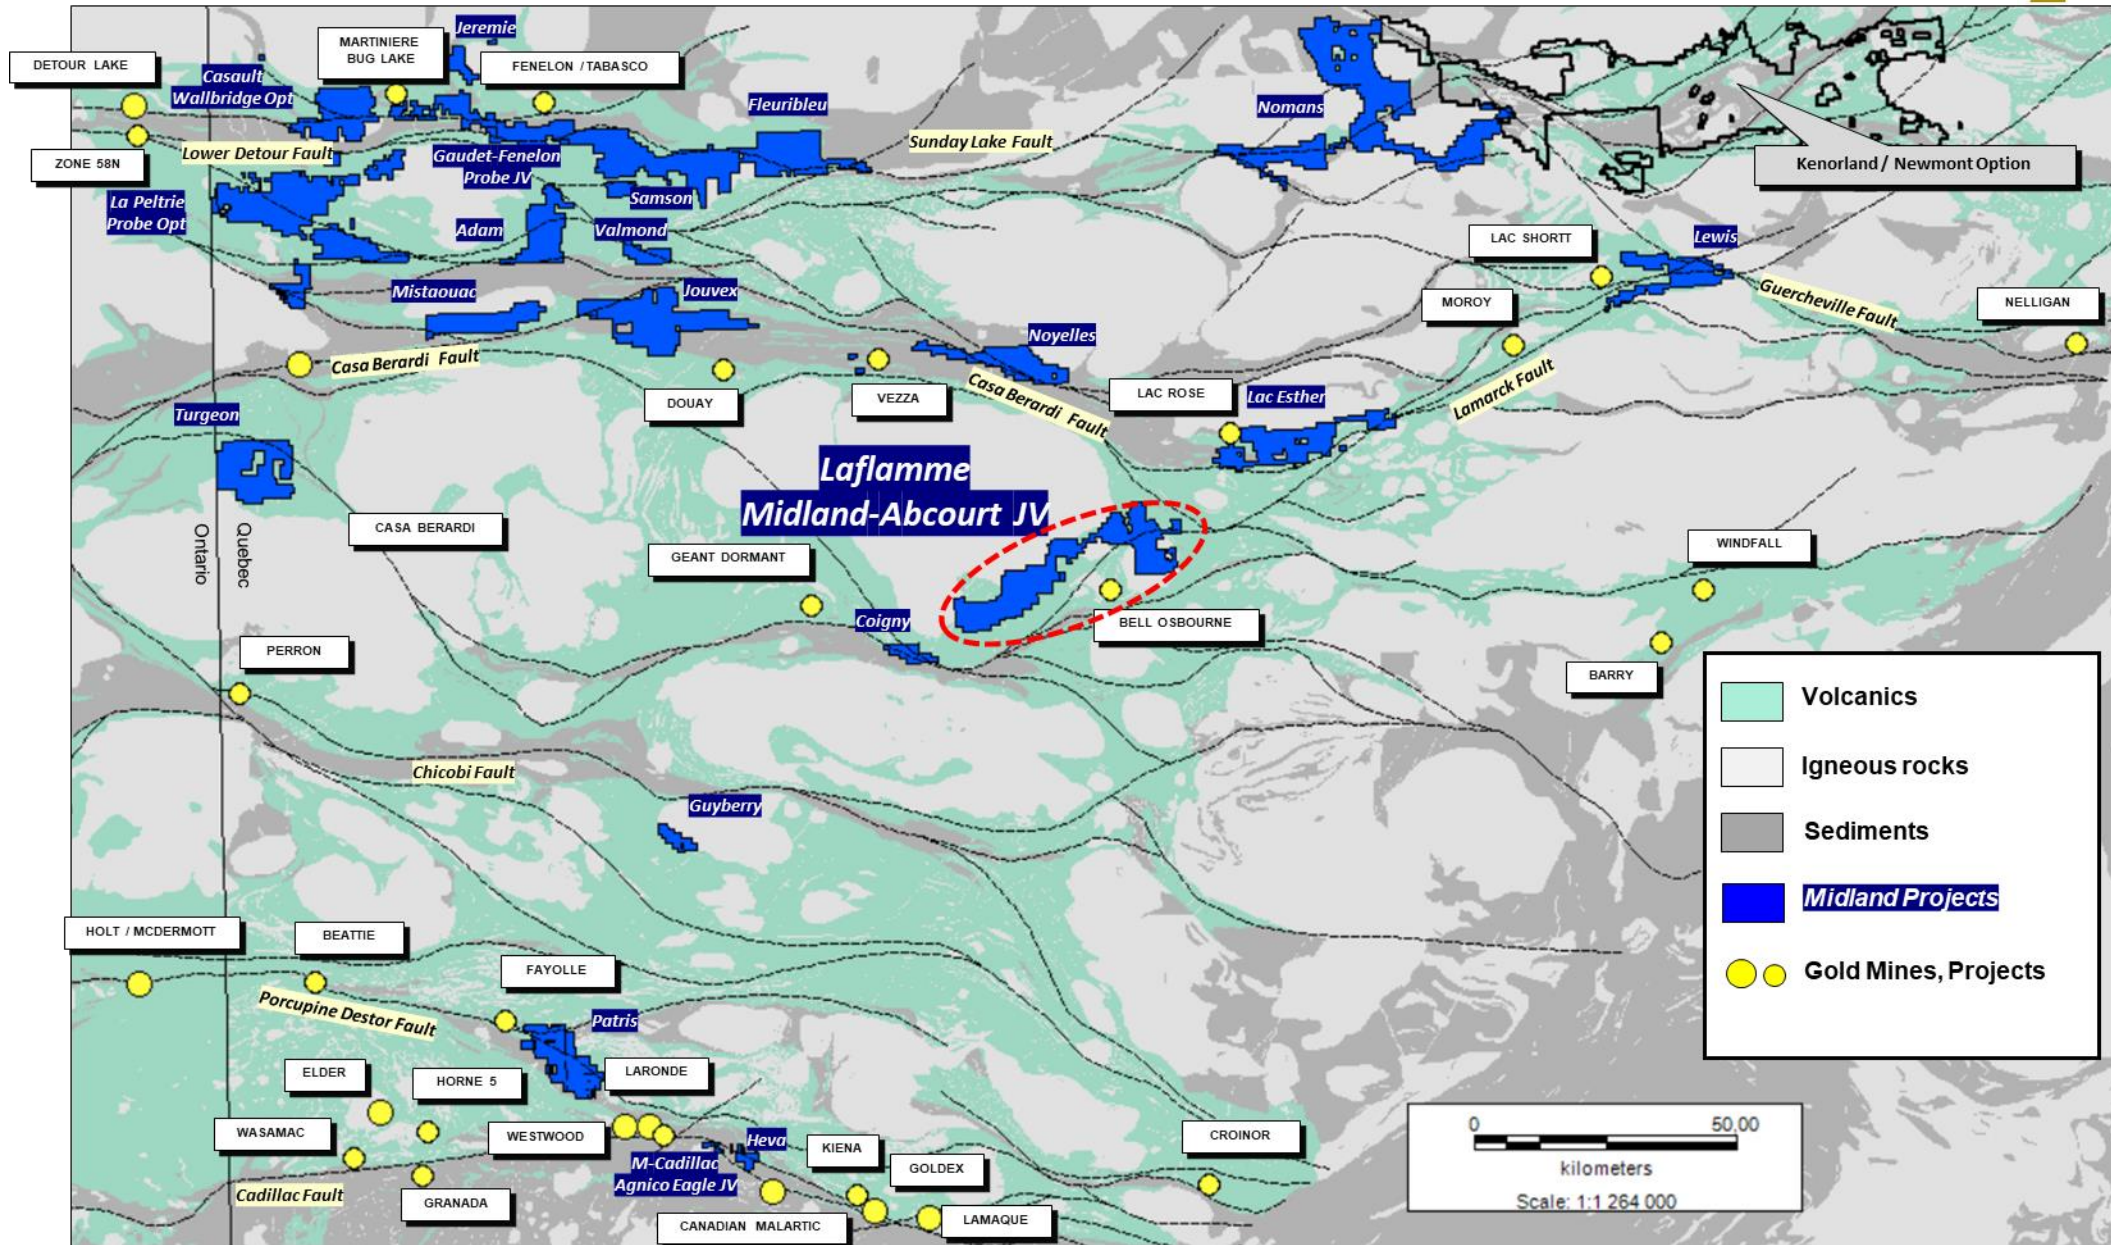 Jeremie
MARTINIERE
BUG LAKE
DETOUR LAKE
FENELON / TABASCO
Casault
Wallbridge Opt
Fleuribleu
Nomans
Sunday Lake Fault
Lower Detour Fault
Gaudet-Fenelon
Probe JV
ZONE 58N
Kenorland / Newmont Option
La Peltrie
Probe Opt
Samson
Adam
Valmond
LAC SHORTT
Lewis
Mistaouac
Jouvex
MOROY
Guercheville Fault
NELLIGAN
Noyelles
Casa Berardi Fault
Casa Berardi Fault
LAC ROSE
Lac Esther
Lamarck Fault
DOUAY
VEZZA
Turgeon
Laflamme
Midland-Abcourt JV
CASA BERARDI
Ontario
Quebec
GEANT DORMANT
WINDFALL
Coigny
BELL OSBOURNE
PERRON
BARRY
Volcanics
Igneous rocks
Sediments
Midland Projects
Gold Mines, Projects
Chicobi Fault
Guyberry
HOLT / MCDERMOTT
BEATTIE
FAYOLLE
Porcupine Destor Fault
Patris
ELDER
HORNE 5
LARONDE
WASAMAC
WESTWOOD
Heva
KIENA
CROINOR
M-Cadillac
Agnico Eagle JV
GOLDEX
Cadillac Fault
GRANADA
CANADIAN MALARTIC
LAMAQUE
0
50,00
kilometers
Scale: 1:1 264 000